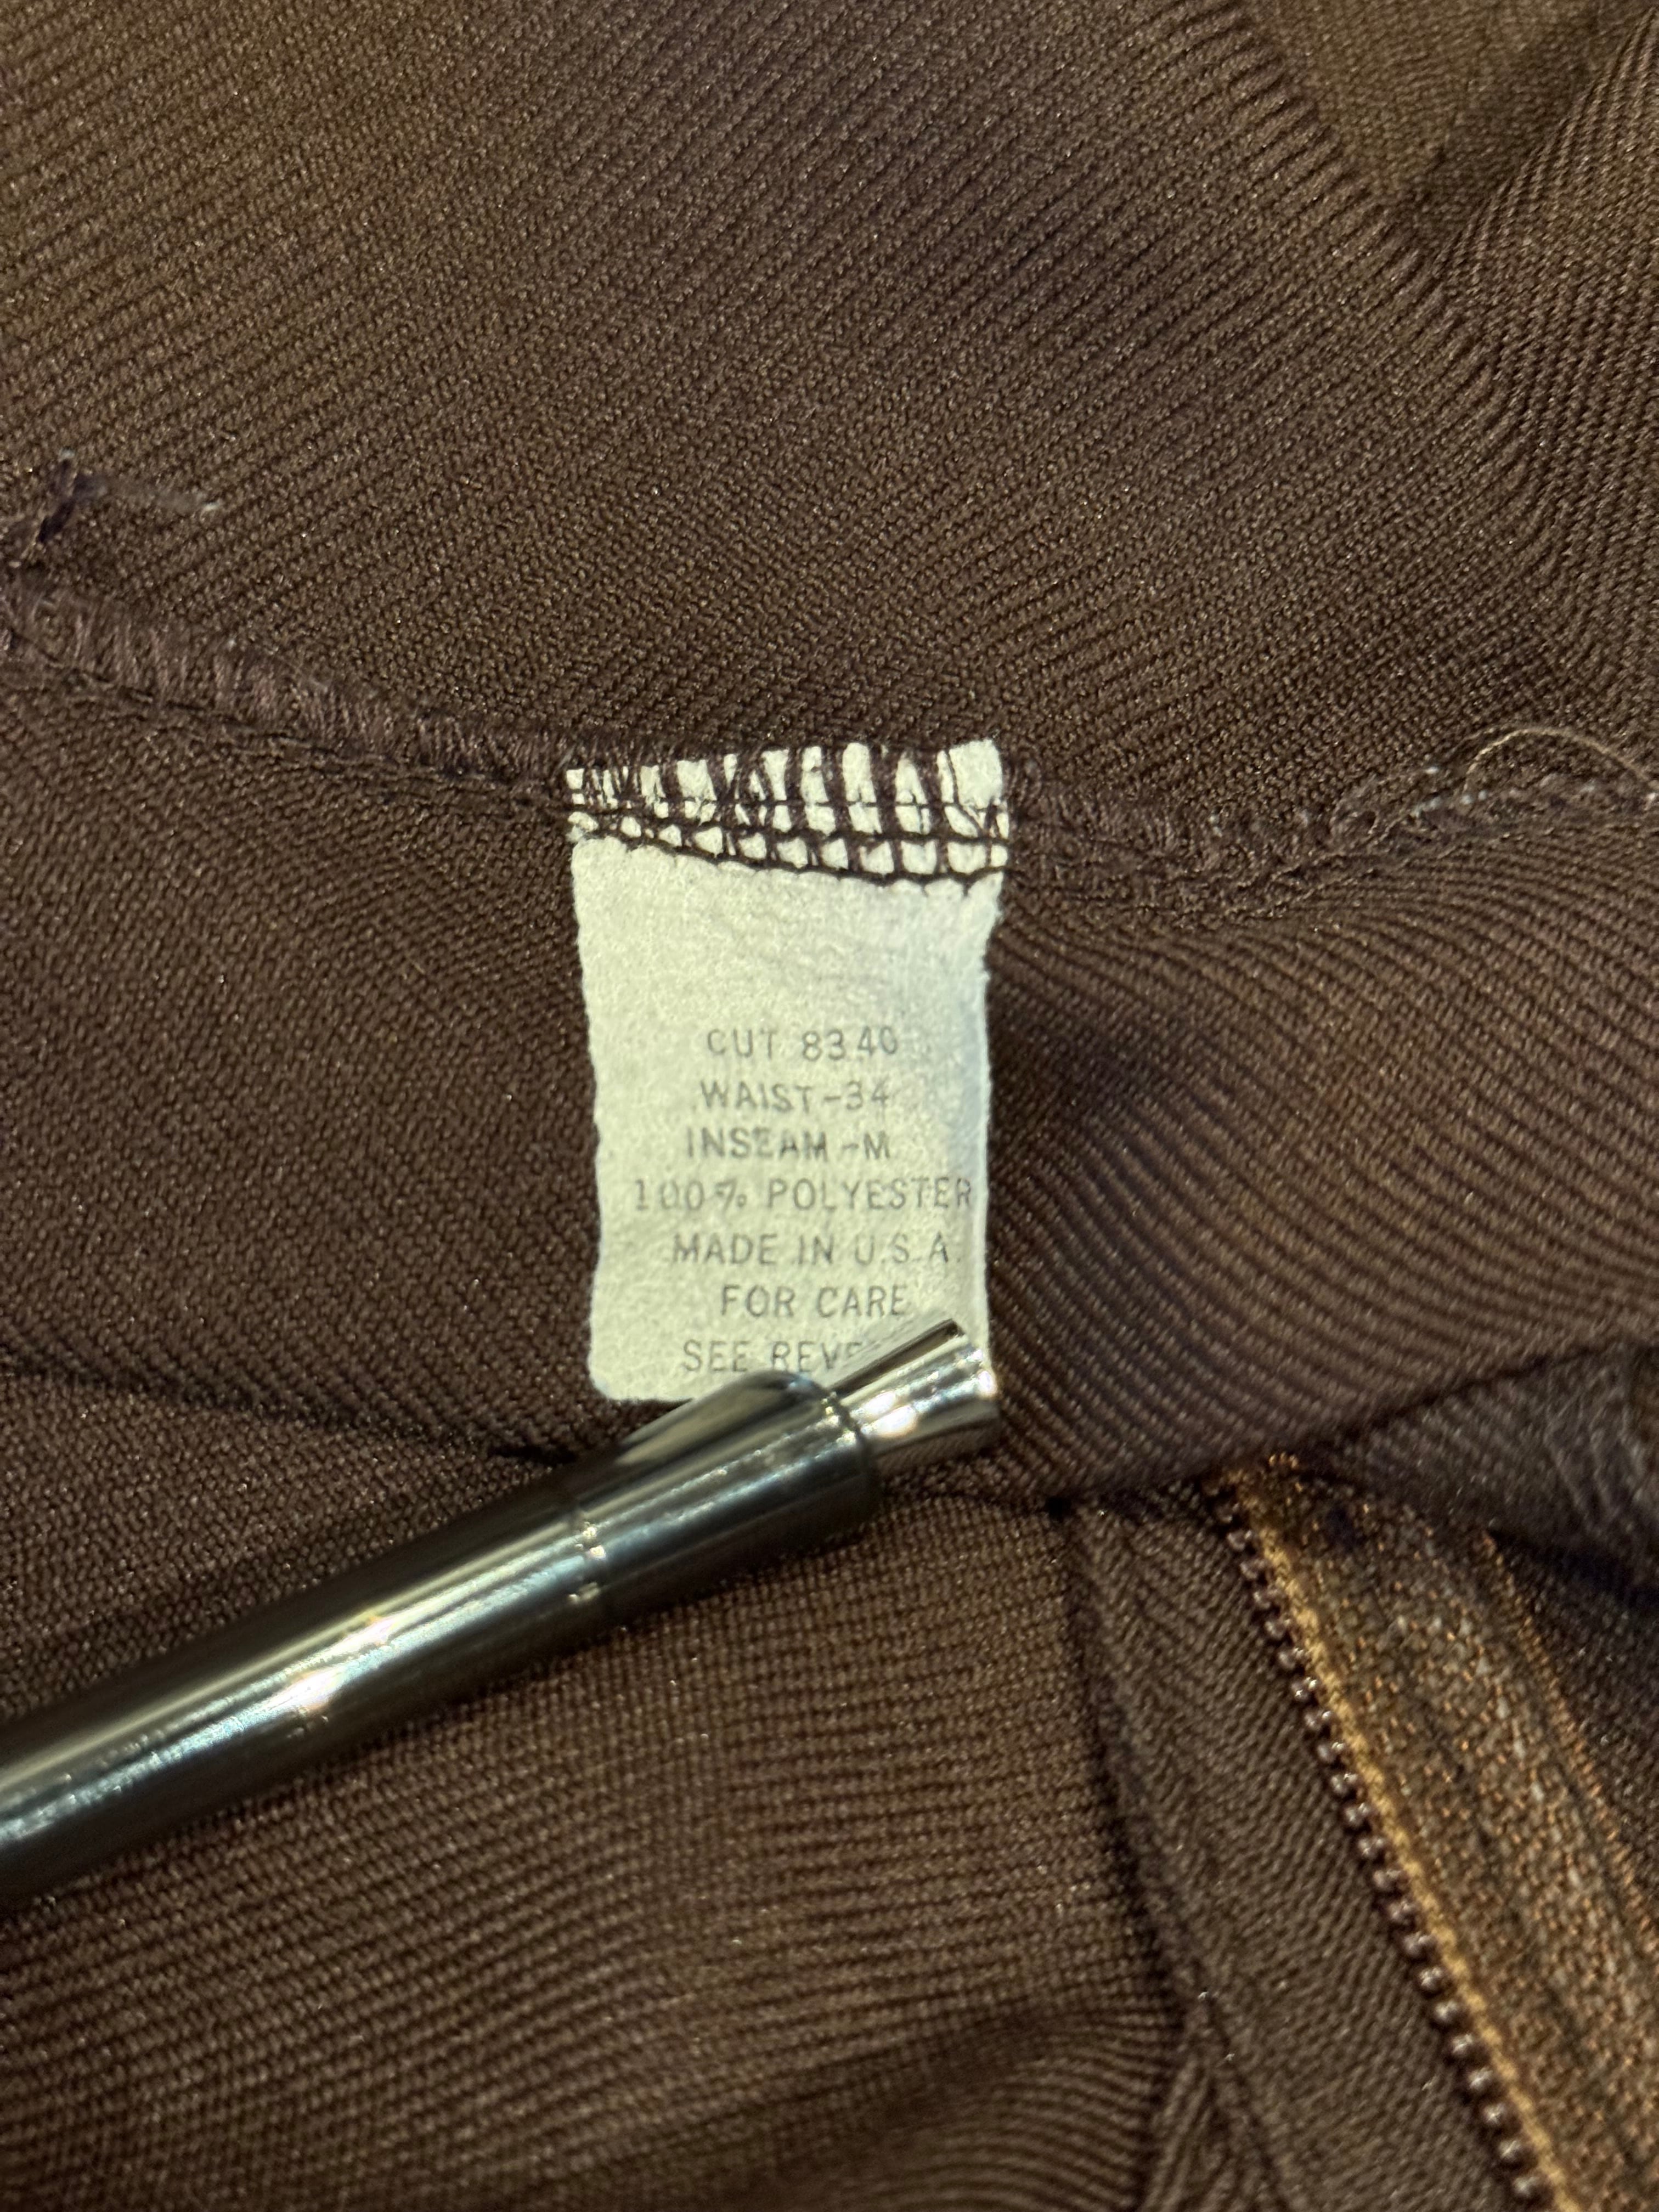 CUT 8340
WAIST-34
INSEAM-M
100% POLYESTER
MADE IN U.S.A.
FOR CARE
SEE